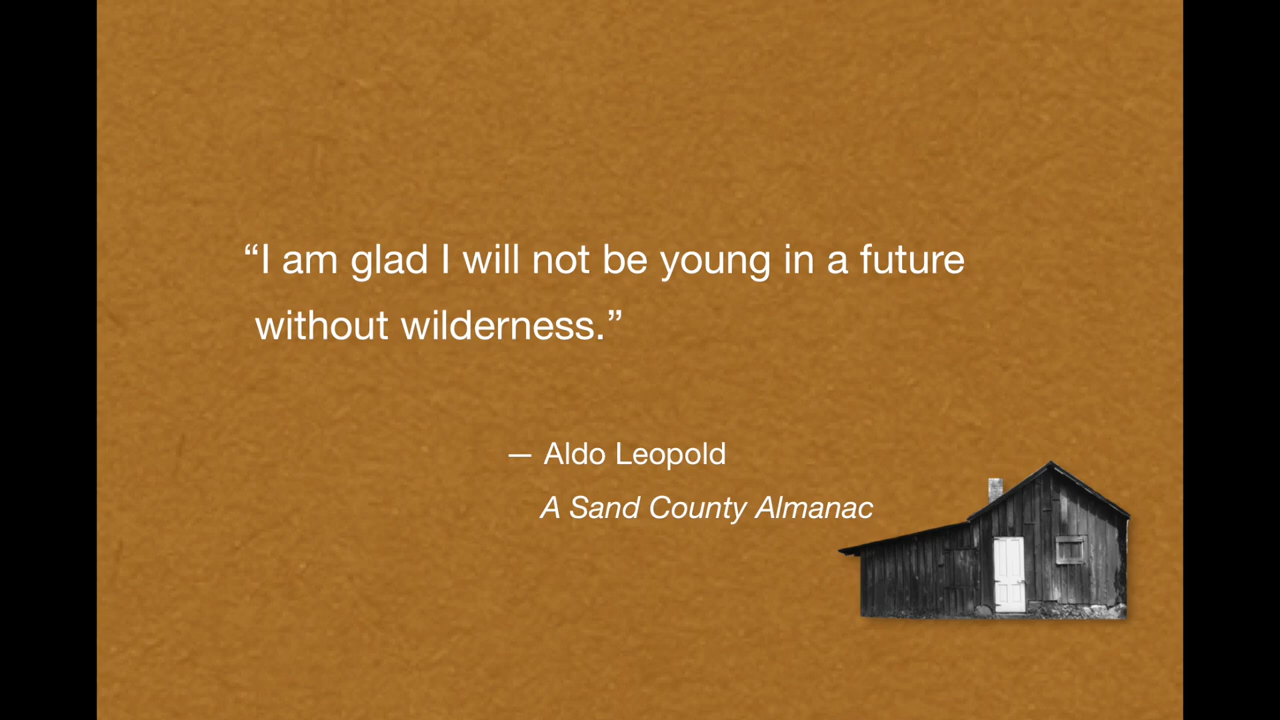 “I am glad I will not be young in a future
without wilderness.”
— Aldo Leopold
A Sand County Almanac